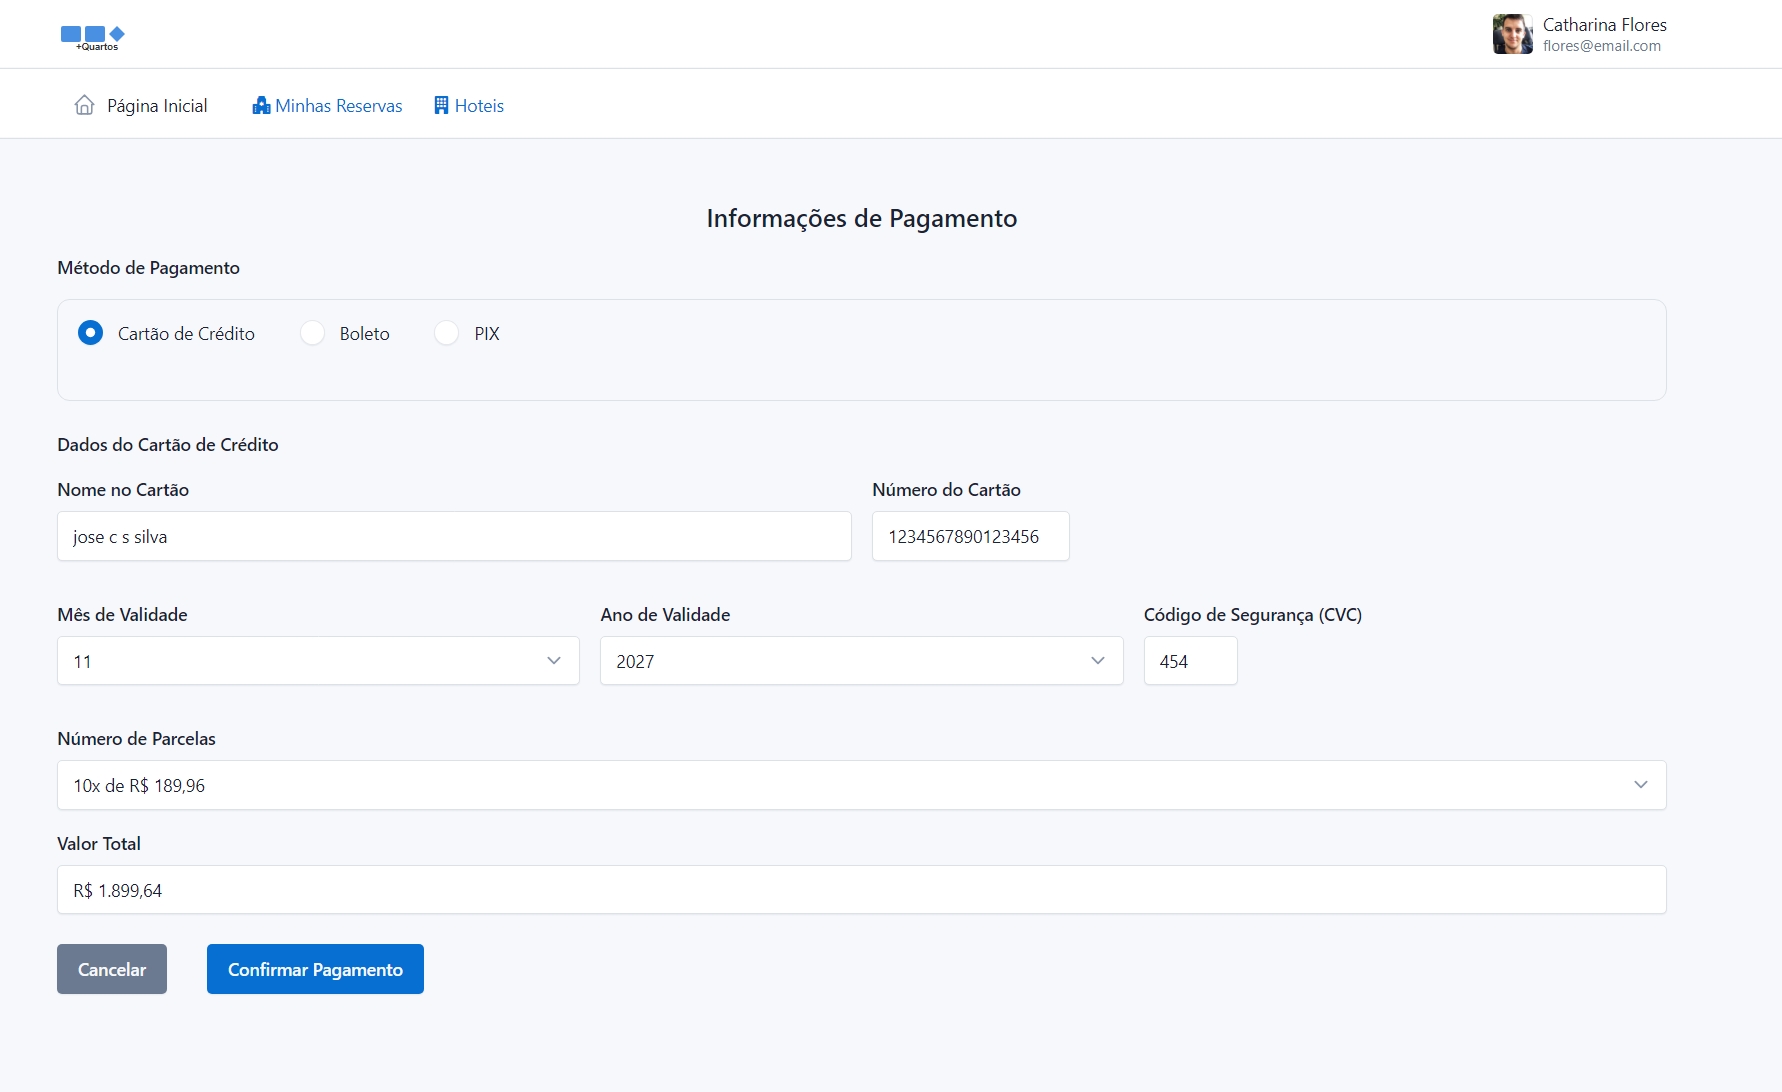 +Quartos
Catharina Flores
flores@email.com
Página Inicial
Minhas Reservas
Hoteis
Informações de Pagamento
Método de Pagamento
Cartão de Crédito
Boleto
PIX
Dados do Cartão de Crédito
Nome no Cartão
Número do Cartão
jose c s silva
1234567890123456
Mês de Validade
Ano de Validade
Código de Segurança (CVC)
11
2027
454
Número de Parcelas
10x de R$ 189,96
Valor Total
R$ 1.899,64
Cancelar
Confirmar Pagamento